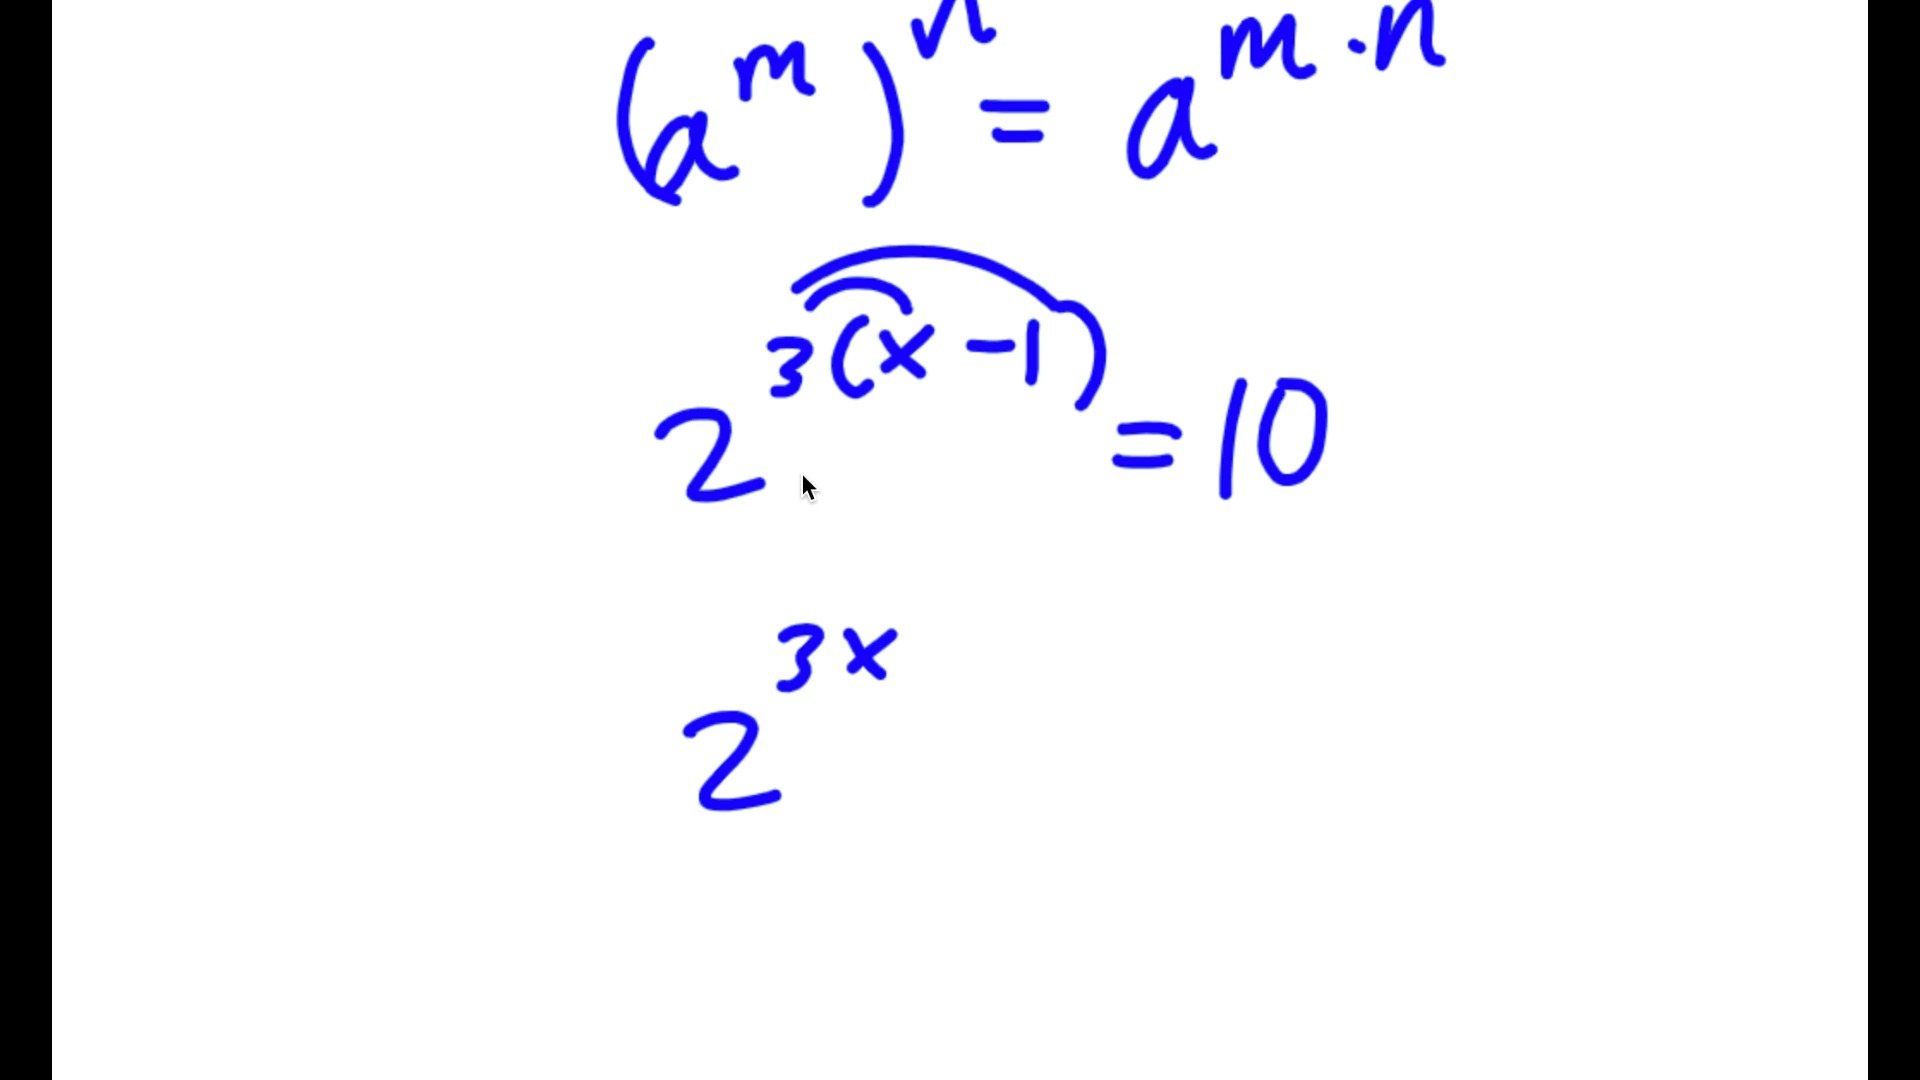 (a^m)^n = a^{m·n}
2^{3(x-1)} = 10
2^{3x}